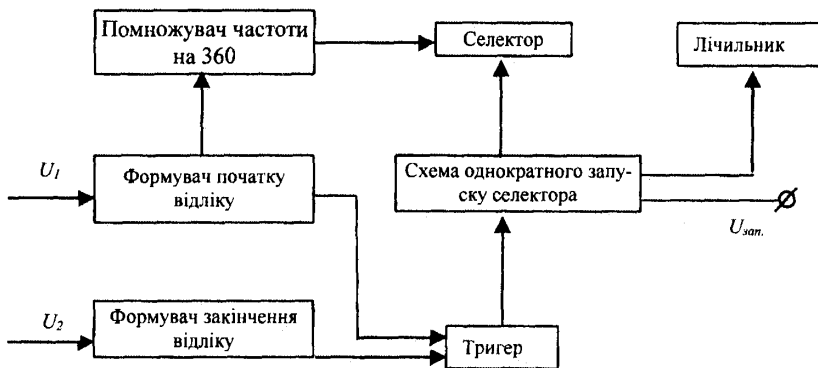 Помножувач частоти
на 360
Селектор
Лічильник
U₁
Формувач початку
відліку
Схема однократного запу-
ску селектора
Uзап.
U₂
Формувач закінчення
відліку
Тригер